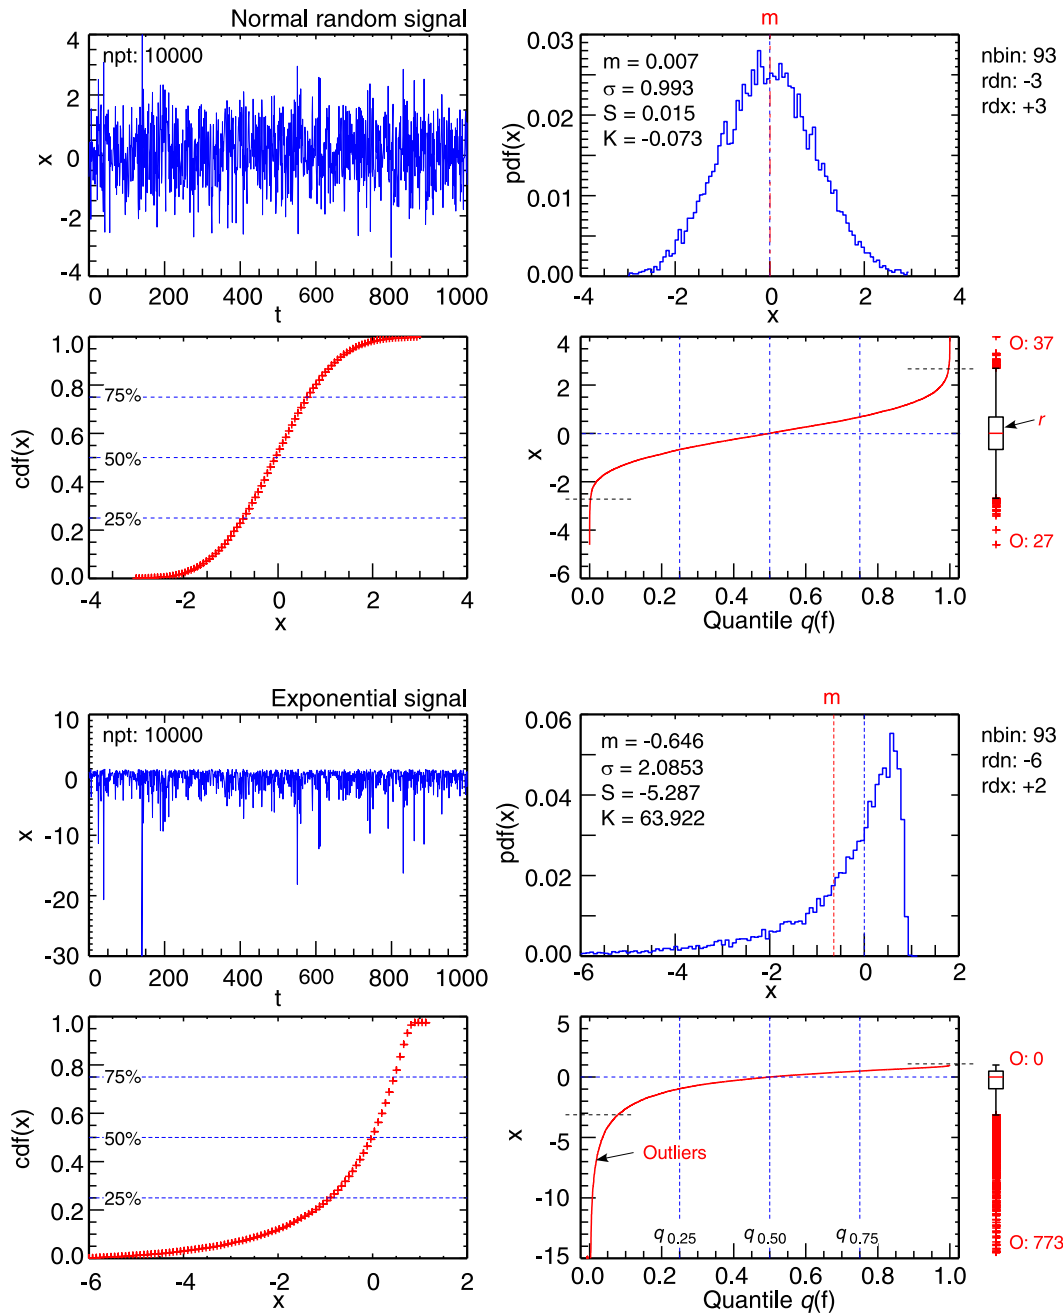 Normal random signal
npt: 10000
4
2
0
-2
-4
x
0
200
400
600
800
1000
t
m
0.03
0.02
0.01
0.00
pdf(x)
m = 0.007
σ = 0.993
S = 0.015
K = -0.073
-4
-2
0
2
4
x
nbin: 93
rdn: -3
rdx: +3
1.0
0.8
0.6
0.4
0.2
0.0
cdf(x)
75%
50%
25%
-4
-2
0
2
4
x
4
2
0
-2
-4
-6
x
0.0
0.2
0.4
0.6
0.8
1.0
Quantile q(f)
O: 37
r
O: 27
Exponential signal
npt: 10000
10
0
-10
-20
-30
x
0
200
400
600
800
1000
t
m
0.06
0.04
0.02
0.00
pdf(x)
m = -0.646
σ = 2.0853
S = -5.287
K = 63.922
-6
-4
-2
0
2
x
nbin: 93
rdn: -6
rdx: +2
1.0
0.8
0.6
0.4
0.2
0.0
cdf(x)
75%
50%
25%
-6
-4
-2
0
2
x
5
0
-5
-10
-15
x
Outliers
q 0.25
q 0.50
q 0.75
0.0
0.2
0.4
0.6
0.8
1.0
Quantile q(f)
O: 0
O: 773